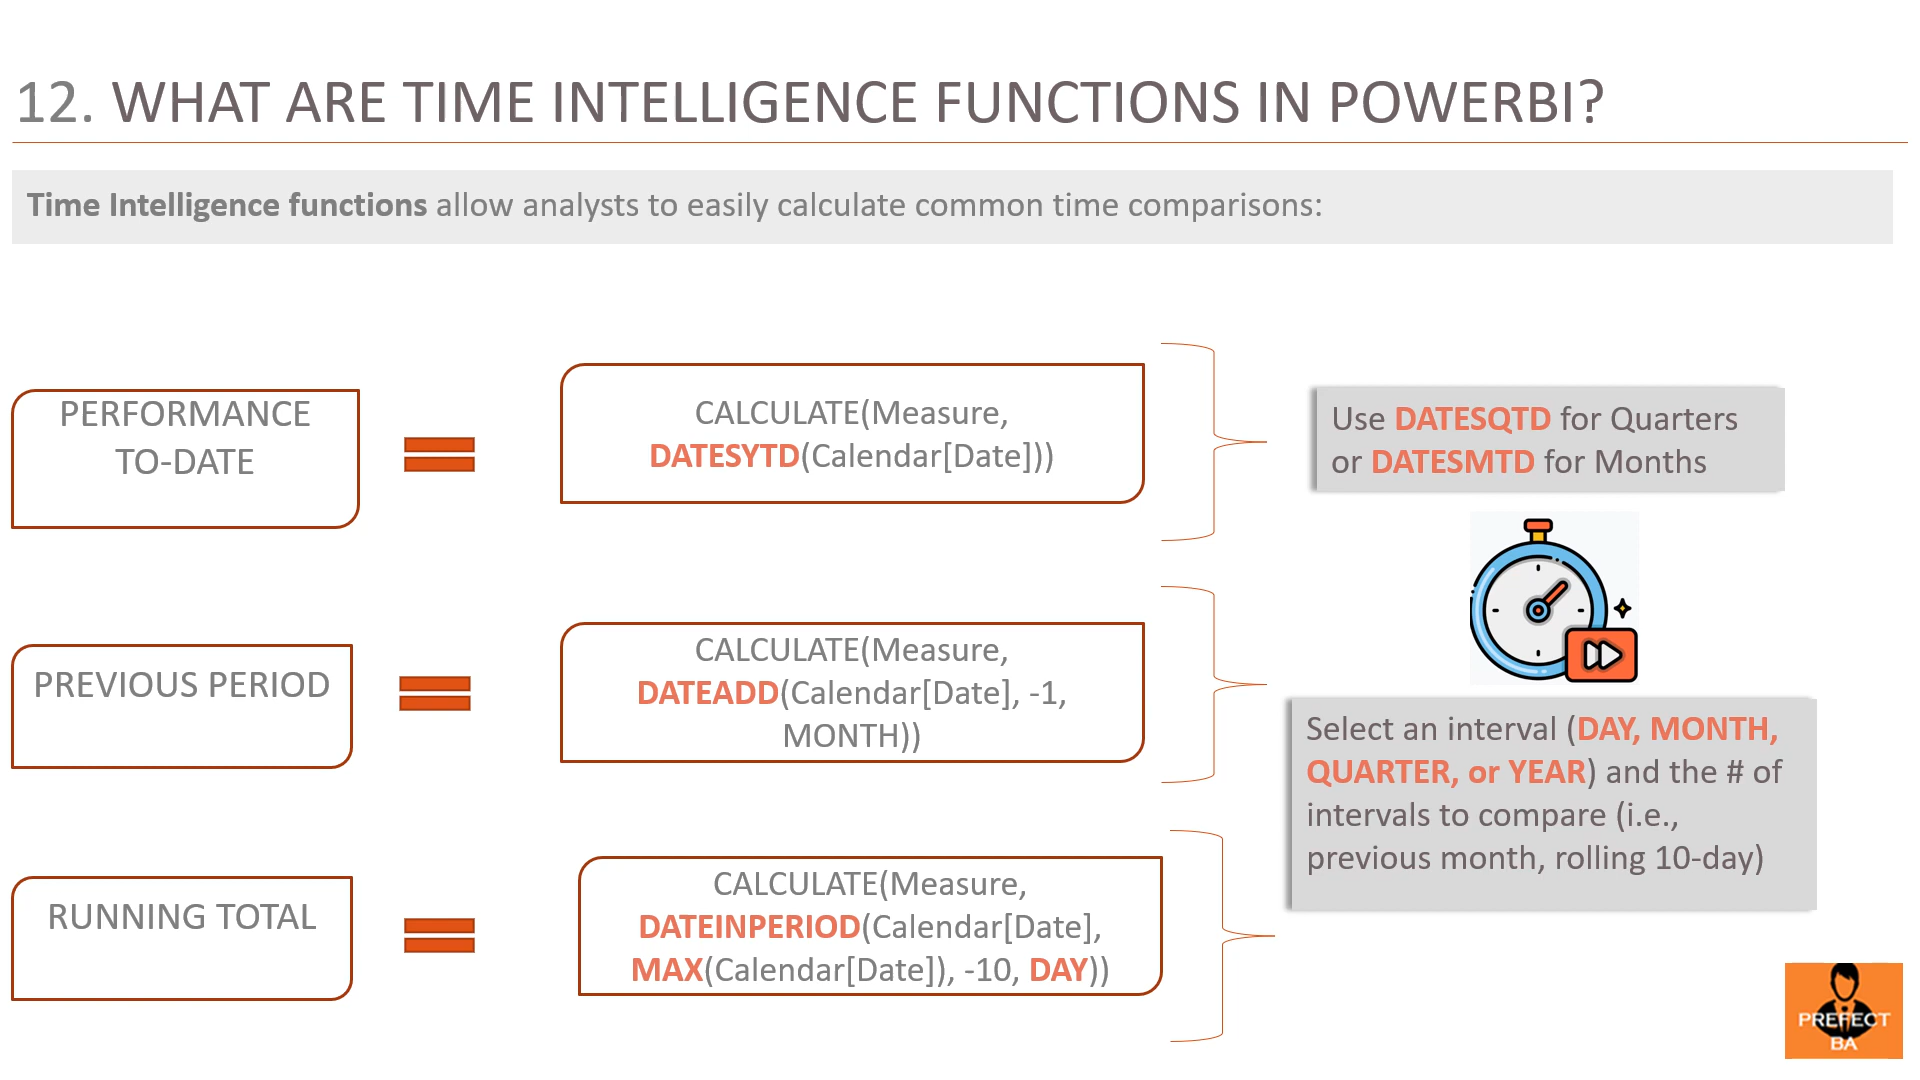 12. WHAT ARE TIME INTELLIGENCE FUNCTIONS IN POWERBI?
Time Intelligence functions allow analysts to easily calculate common time comparisons:
PERFORMANCE
TO-DATE
CALCULATE(Measure,
DATESYTD(Calendar[Date]))
Use DATESQTD for Quarters
or DATESMTD for Months
PREVIOUS PERIOD
CALCULATE(Measure,
DATEADD(Calendar[Date], -1,
MONTH))
Select an interval (DAY, MONTH,
QUARTER, or YEAR) and the # of
intervals to compare (i.e.,
previous month, rolling 10-day)
RUNNING TOTAL
CALCULATE(Measure,
DATEINPERIOD(Calendar[Date],
MAX(Calendar[Date]), -10, DAY))
PREFECT
BA